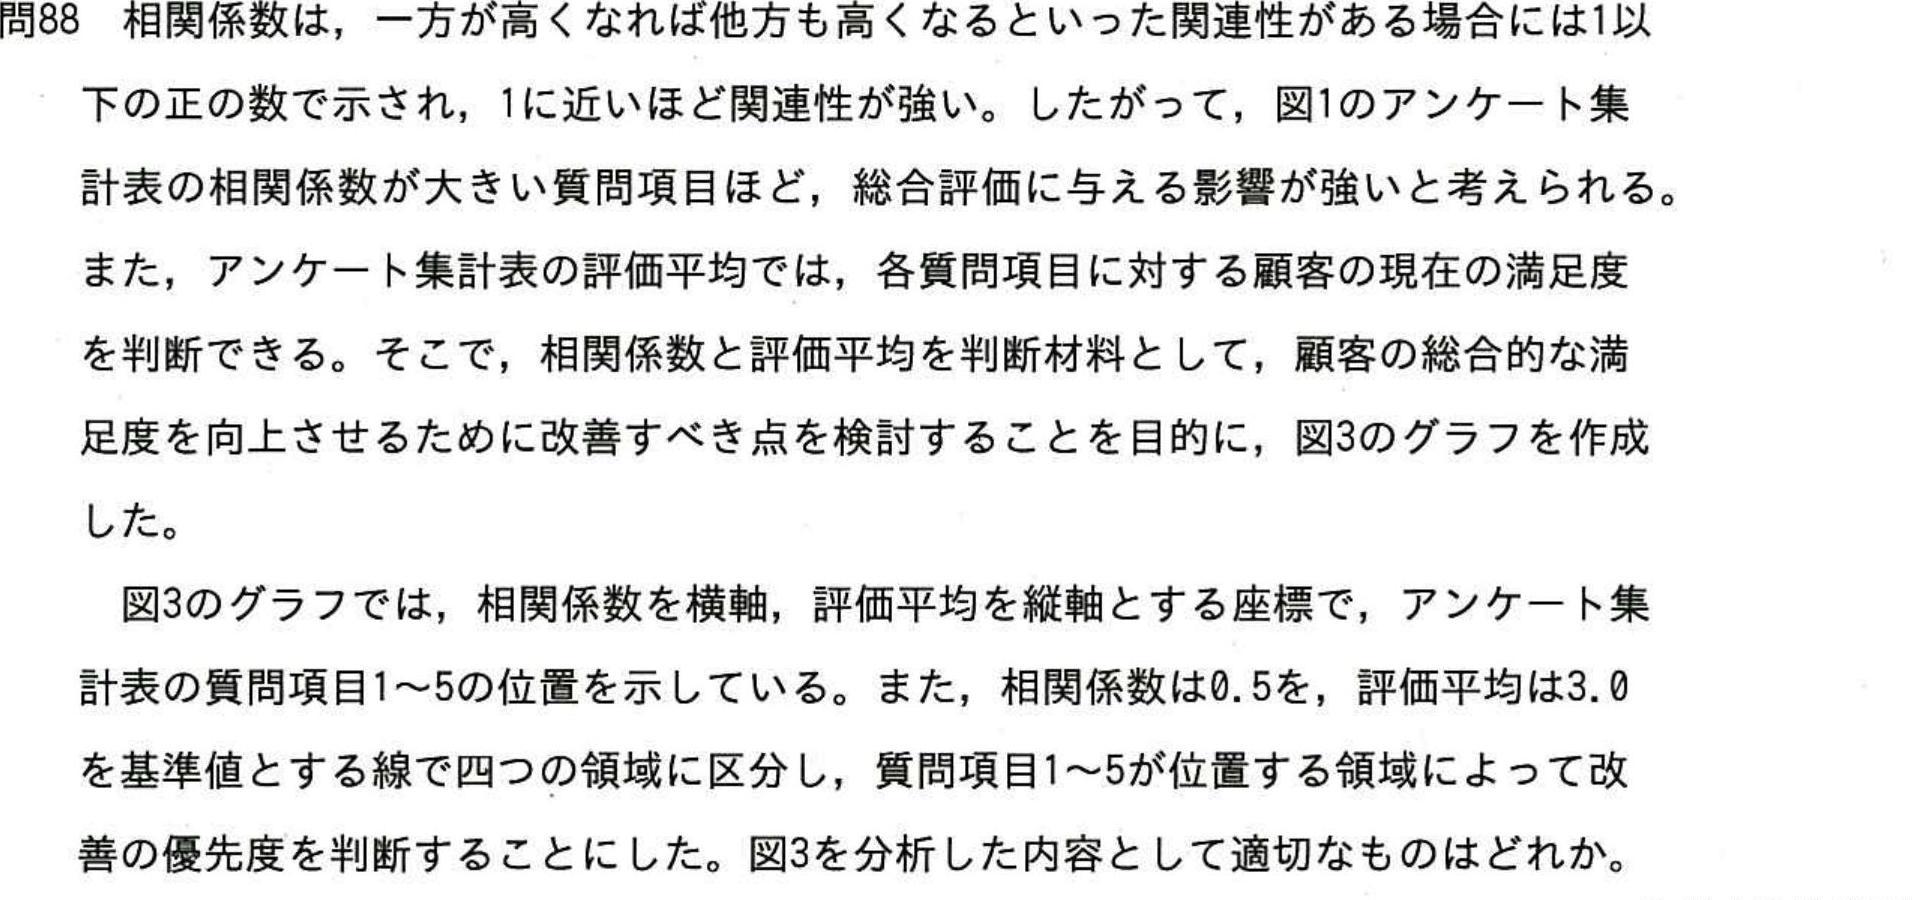 問88 相関係数は，一方が高くなれば他方も高くなるといった関連性がある場合には1以
下の正の数で示され，1に近いほど関連性が強い。したがって，図1のアンケート集
計表の相関係数が大きい質問項目ほど，総合評価に与える影響が強いと考えられる。
また，アンケート集計表の評価平均では，各質問項目に対する顧客の現在の満足度
を判断できる。そこで，相関係数と評価平均を判断材料として，顧客の総合的な満
足度を向上させるために改善すべき点を検討することを目的に，図3のグラフを作成
した。
図3のグラフでは，相関係数を横軸，評価平均を縦軸とする座標で，アンケート集
計表の質問項目1～5の位置を示している。また，相関係数は0.5を，評価平均は3.0
を基準値とする線で四つの領域に区分し，質問項目1～5が位置する領域によって改
善の優先度を判断することにした。図3を分析した内容として適切なものはどれか。